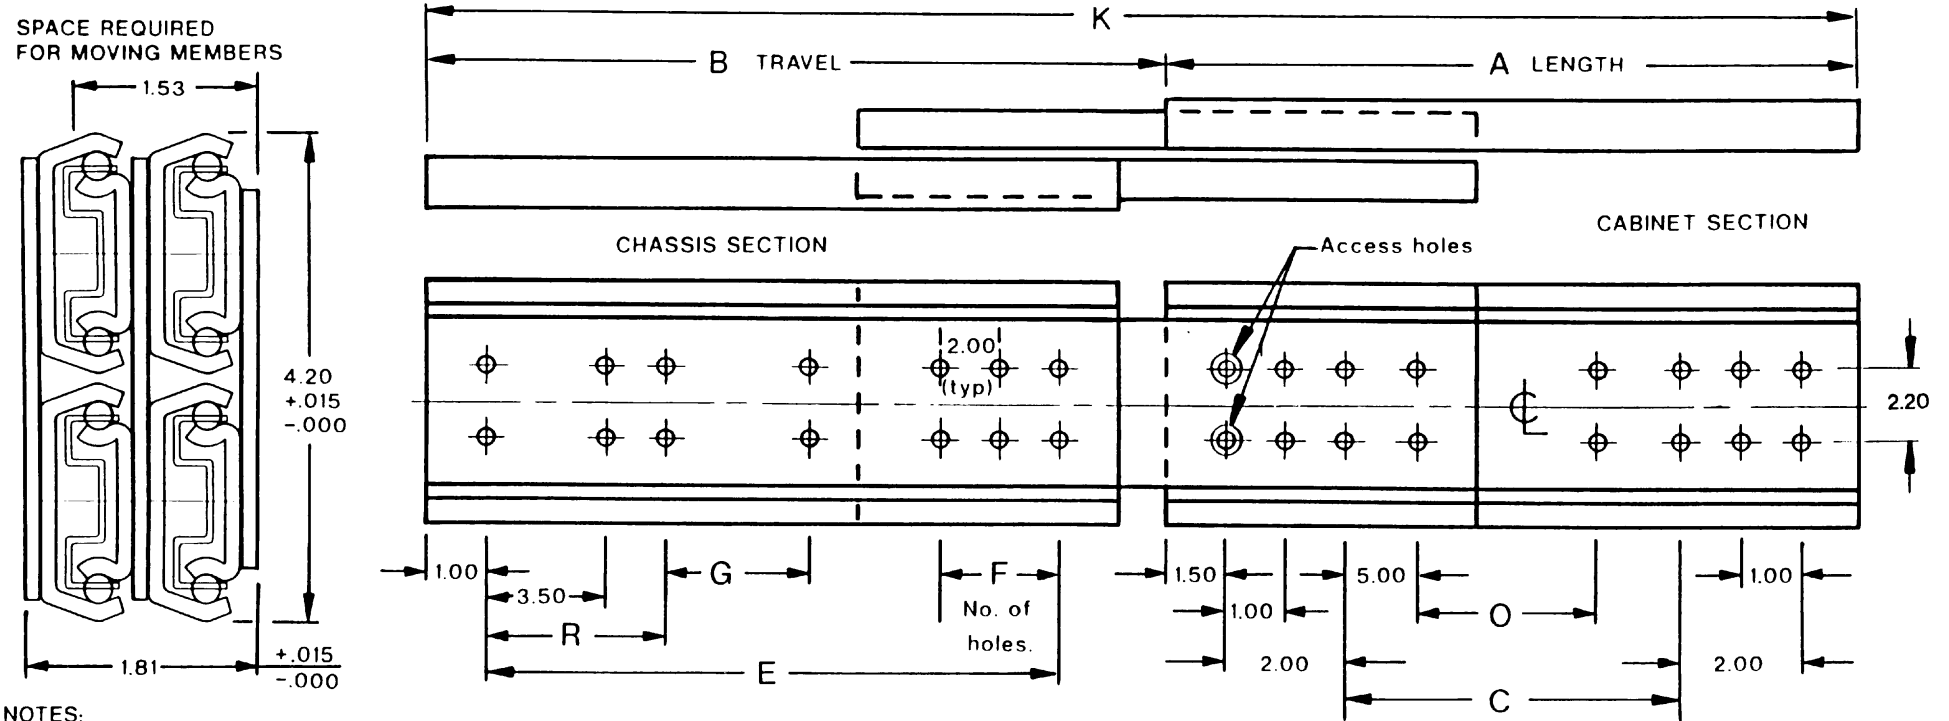 SPACE REQUIRED
FOR MOVING MEMBERS
1.53
4.20
+.015
-.000
1.81
+.015
-.000
NOTES:
K
B TRAVEL
A LENGTH
CHASSIS SECTION
CABINET SECTION
Access holes
2.00
(typ)
℄
2.20
1.00
G
F
3.50
No. of
holes.
R
E
1.50
5.00
1.00
1.00
O
2.00
2.00
C